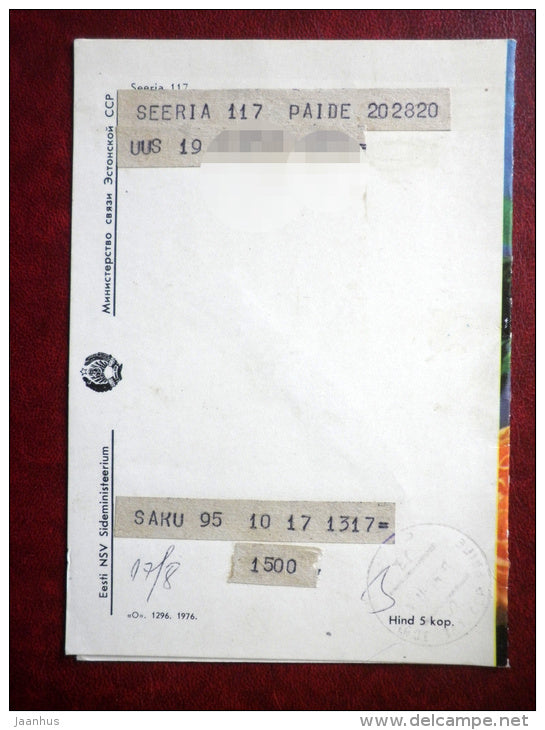 Seeria 117
SEERIA 117 PAIDE 202820
UUS 19
Министерство связи Эстонской ССР
Eesti NSV Sideministeerium
SAKU 95 10 17 1317=
1500
17/8
«O». 1296. 1976.
Hind 5 kop.
jaanhus
www.delcampe.net